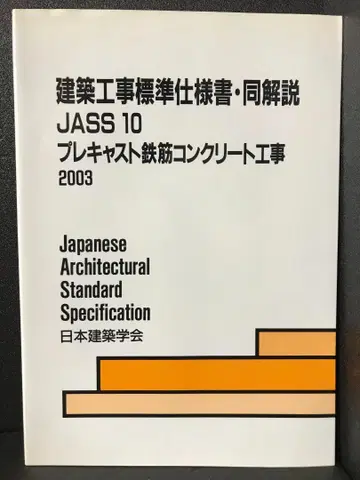 建築工事標準仕様書・同解説
JASS 10
プレキャスト鉄筋コンクリート工事
2003
Japanese
Architectural
Standard
Specification
日本建築学会